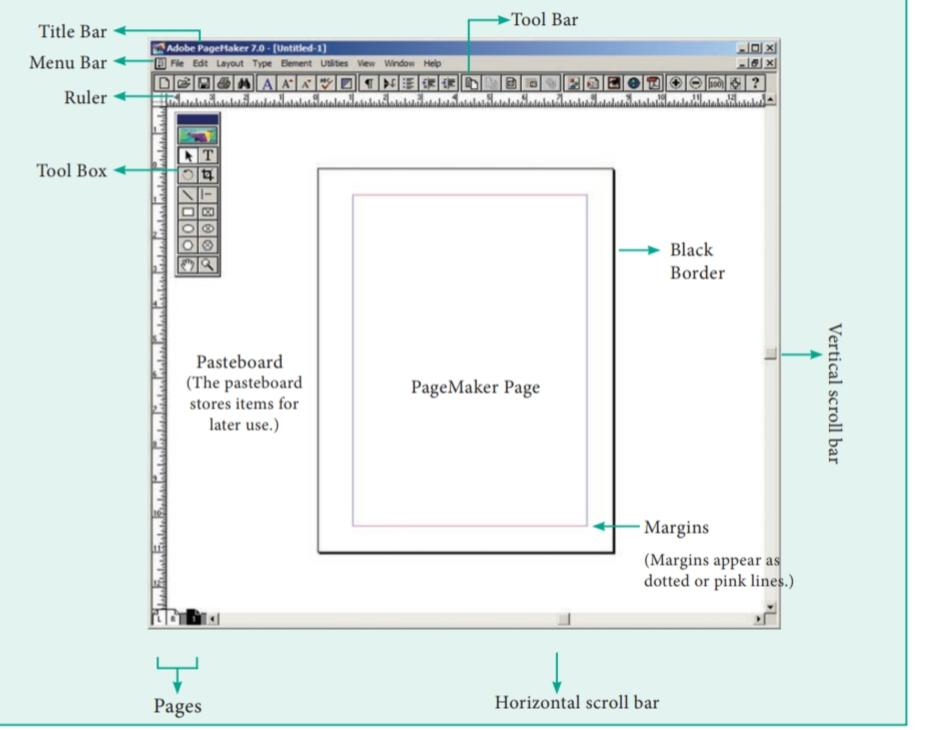 Tool Bar
Title Bar
Adobe PageMaker 7.0 - [Untitled-1]
Menu Bar
File Edit Layout Type Element Utilities View Window Help
Ruler
Tool Box
T
Black
Border
Pasteboard
(The pasteboard
stores items for
later use.)
PageMaker Page
Vertical scroll bar
Margins
(Margins appear as
dotted or pink lines.)
Pages
Horizontal scroll bar